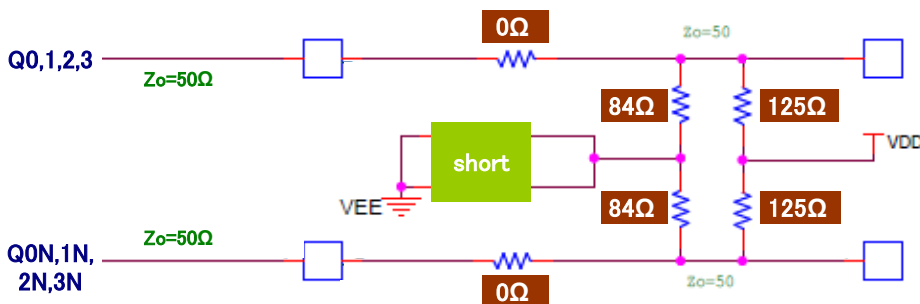 0Ω
Zo=50
Q0,1,2,3
Zo=50Ω
84Ω
125Ω
short
VDD
VEE
84Ω
125Ω
Zo=50Ω
Q0N,1N,
2N,3N
0Ω
Zo=50